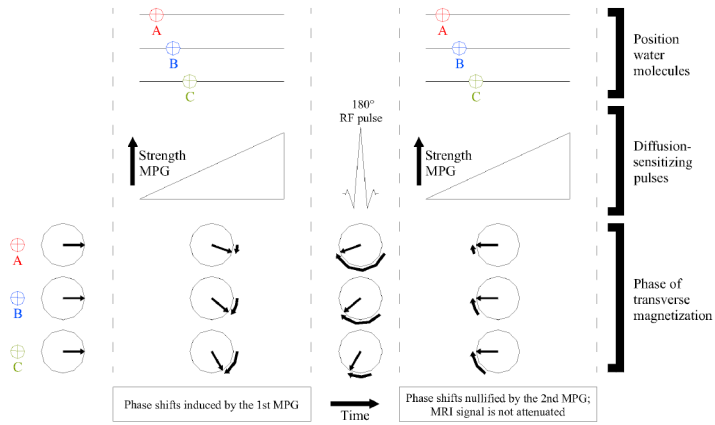 A
B
C
A
B
C
Position
water
molecules
180°
RF pulse
Strength
MPG
Strength
MPG
Diffusion-
sensitizing
pulses
A
B
C
Phase of
transverse
magnetization
Phase shifts induced by the 1st MPG
Time
Phase shifts nullified by the 2nd MPG;
MRI signal is not attenuated